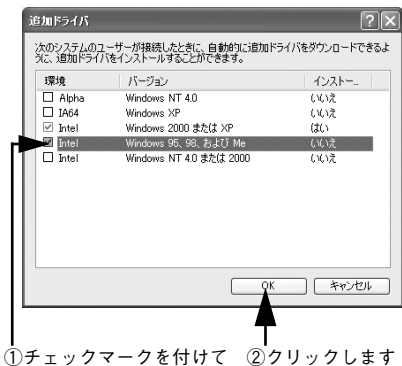 追加ドライバ
次のシステムのユーザーが接続したときに、自動的に追加ドライバをダウンロードできるよ
うに、追加ドライバをインストールすることができます。
環境 バージョン インストー...
Alpha Windows NT 4.0 いいえ
IA64 Windows XP いいえ
Intel Windows 2000 または XP はい
Intel Windows 95、98、および Me いいえ
Intel Windows NT 4.0 または 2000 いいえ
OK キャンセル
①チェックマークを付けて ②クリックします